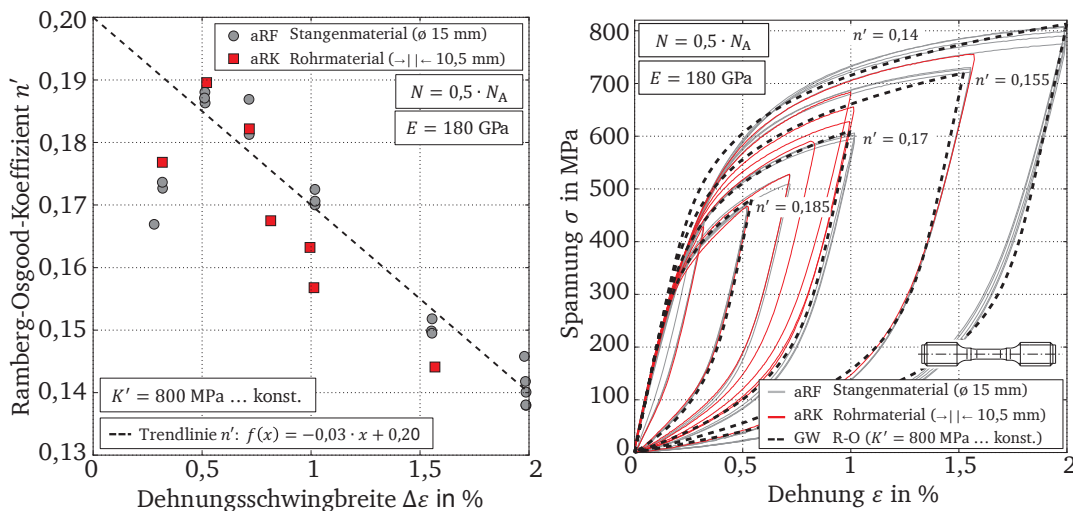 Ramberg-Osgood-Koeffizient n′
0,20
0,19
0,18
0,17
0,16
0,15
0,14
0,13
aRF Stangenmaterial (ø 15 mm)
aRK Rohrmaterial (→||← 10,5 mm)
N = 0,5 · N_A
E = 180 GPa
K′ = 800 MPa ... konst.
Trendlinie n′: f(x) = −0,03 · x + 0,20
0 0,5 1 1,5 2
Dehnungsschwingbreite Δε in %
Spannung σ in MPa
800
700
600
500
400
300
200
100
0
N = 0,5 · N_A
E = 180 GPa
n′ = 0,14
n′ = 0,155
n′ = 0,17
n′ = 0,185
aRF Stangenmaterial (ø 15 mm)
aRK Rohrmaterial (→||← 10,5 mm)
GW R-O (K′ = 800 MPa ... konst.)
0 0,5 1 1,5 2
Dehnung ε in %